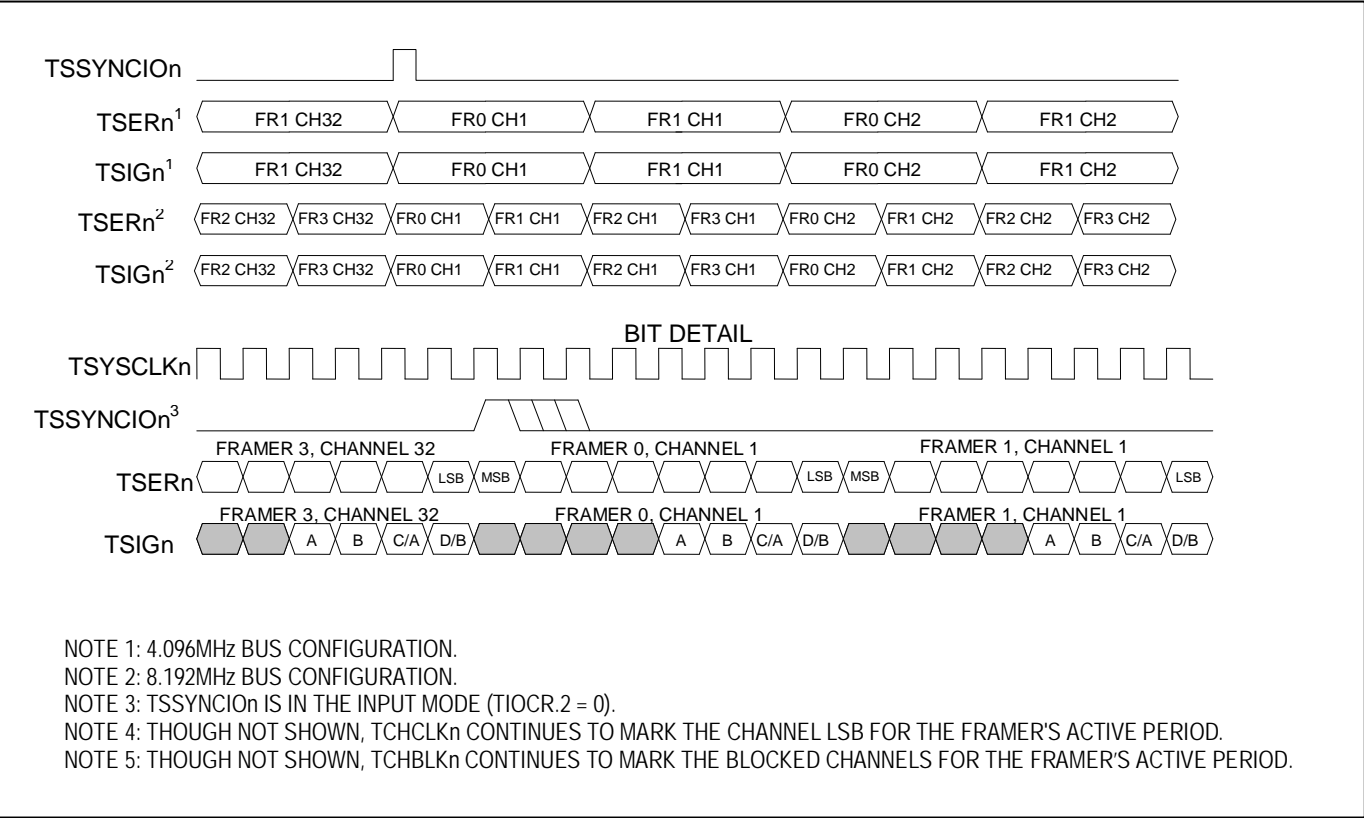 TSSYNCIOn
TSERn1 FR1 CH32 FR0 CH1 FR1 CH1 FR0 CH2 FR1 CH2
TSIGn1 FR1 CH32 FR0 CH1 FR1 CH1 FR0 CH2 FR1 CH2
TSERn2 FR2 CH32 FR3 CH32 FR0 CH1 FR1 CH1 FR2 CH1 FR3 CH1 FR0 CH2 FR1 CH2 FR2 CH2 FR3 CH2
TSIGn2 FR2 CH32 FR3 CH32 FR0 CH1 FR1 CH1 FR2 CH1 FR3 CH1 FR0 CH2 FR1 CH2 FR2 CH2 FR3 CH2
BIT DETAIL
TSYSCLKn
TSSYNCIOn3
FRAMER 3, CHANNEL 32 FRAMER 0, CHANNEL 1 FRAMER 1, CHANNEL 1
TSERn LSB MSB LSB MSB LSB
FRAMER 3, CHANNEL 32 FRAMER 0, CHANNEL 1 FRAMER 1, CHANNEL 1
TSIGn A B C/A D/B A B C/A D/B A B C/A D/B
NOTE 1: 4.096MHz BUS CONFIGURATION.
NOTE 2: 8.192MHz BUS CONFIGURATION.
NOTE 3: TSSYNCIOn IS IN THE INPUT MODE (TIOCR.2 = 0).
NOTE 4: THOUGH NOT SHOWN, TCHCLKn CONTINUES TO MARK THE CHANNEL LSB FOR THE FRAMER'S ACTIVE PERIOD.
NOTE 5: THOUGH NOT SHOWN, TCHBLKn CONTINUES TO MARK THE BLOCKED CHANNELS FOR THE FRAMER’S ACTIVE PERIOD.